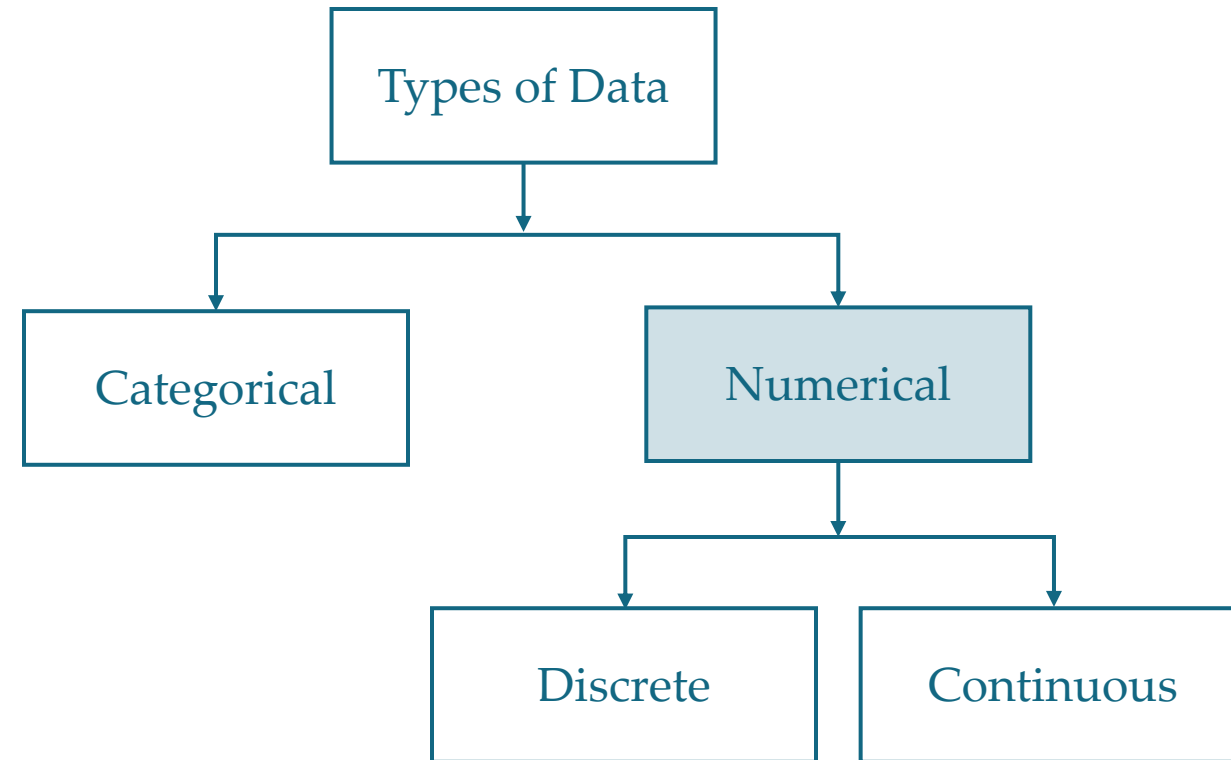 Types of Data
Categorical
Numerical
Discrete
Continuous